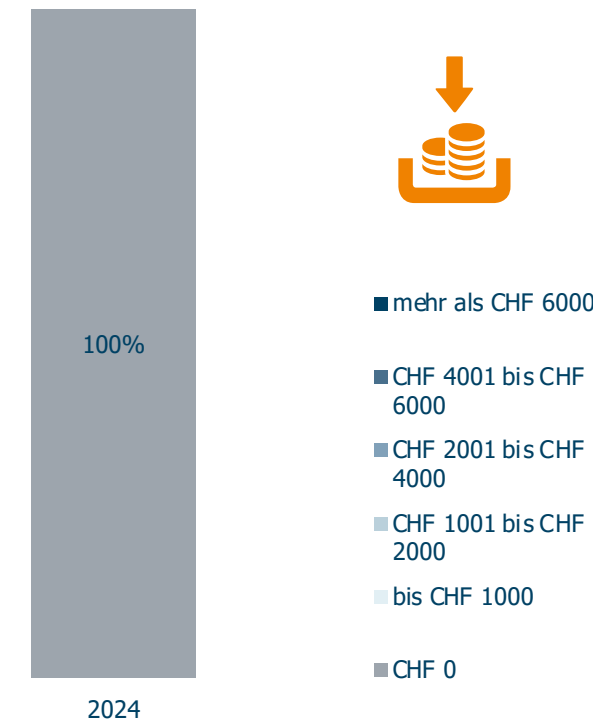 100%
2024
mehr als CHF 6000
CHF 4001 bis CHF
6000
CHF 2001 bis CHF
4000
CHF 1001 bis CHF
2000
bis CHF 1000
CHF 0